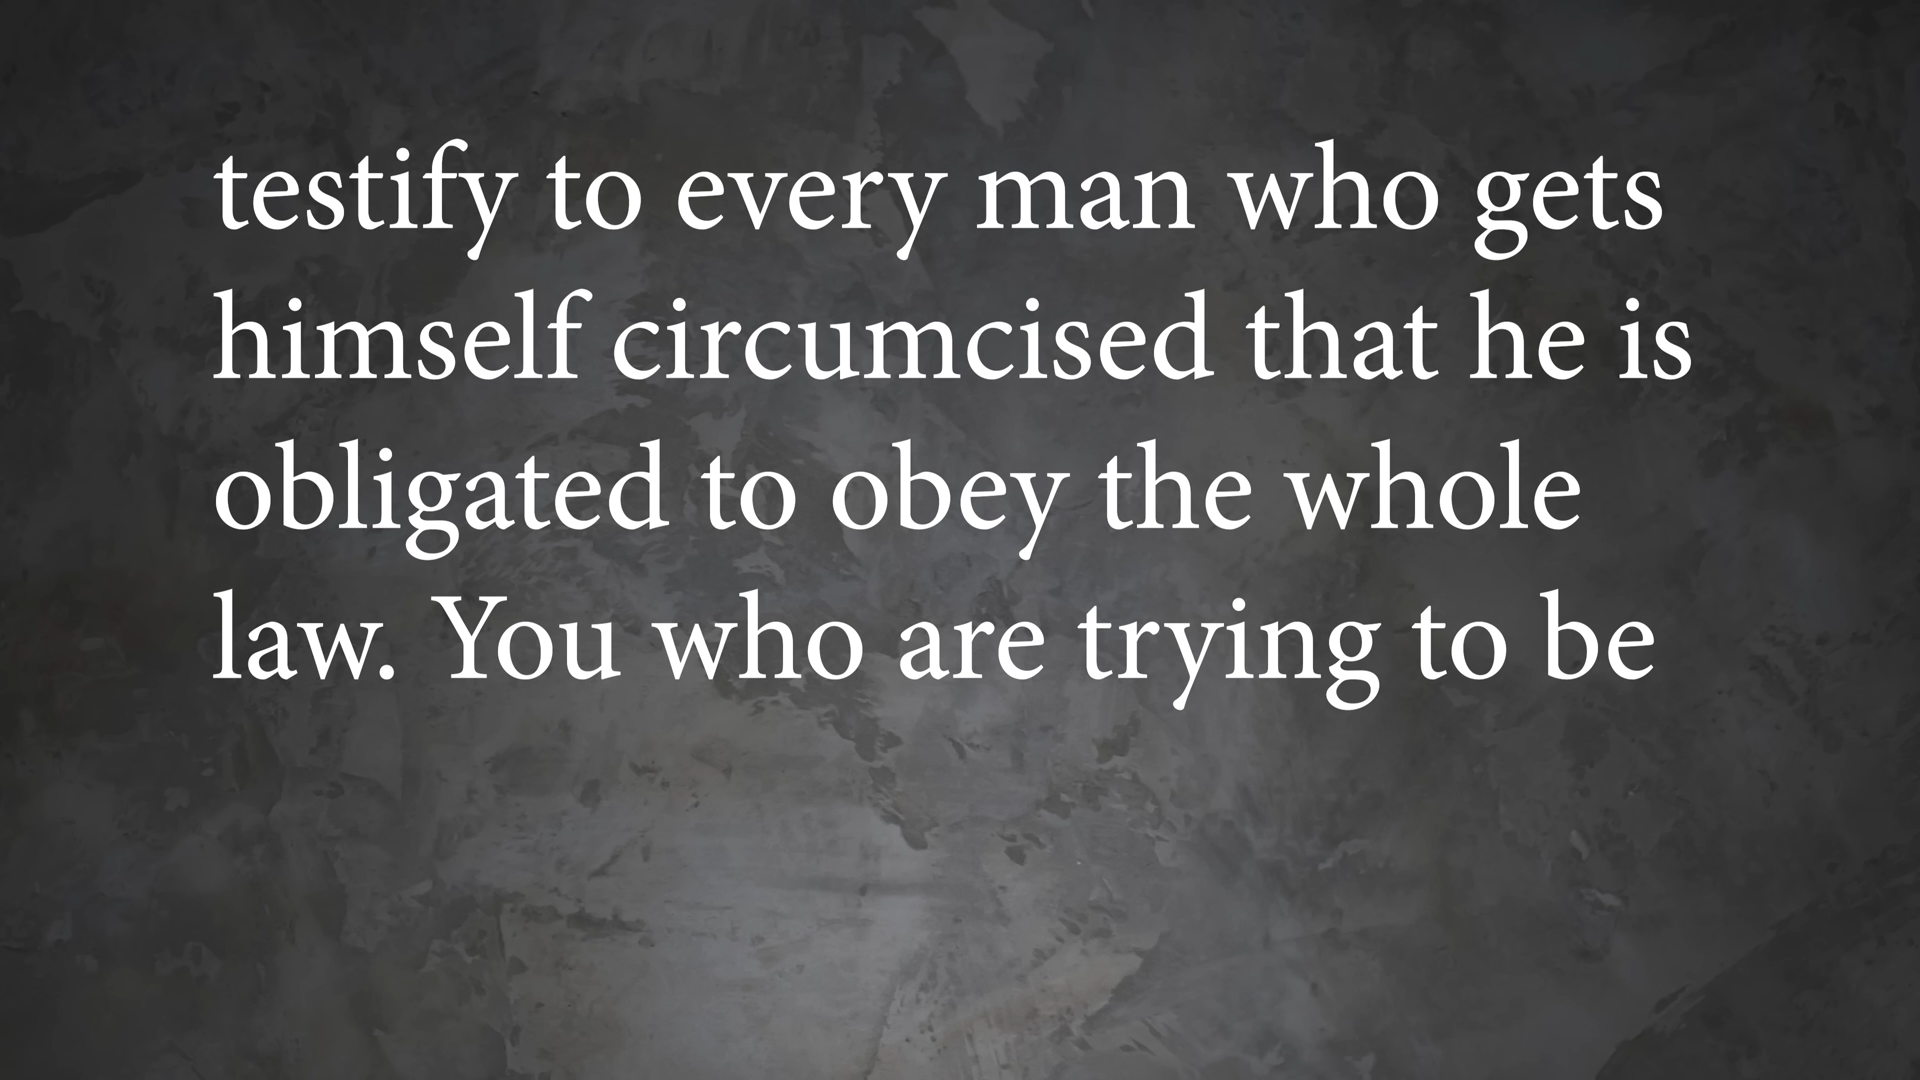 testify to every man who gets
himself circumcised that he is
obligated to obey the whole
law. You who are trying to be